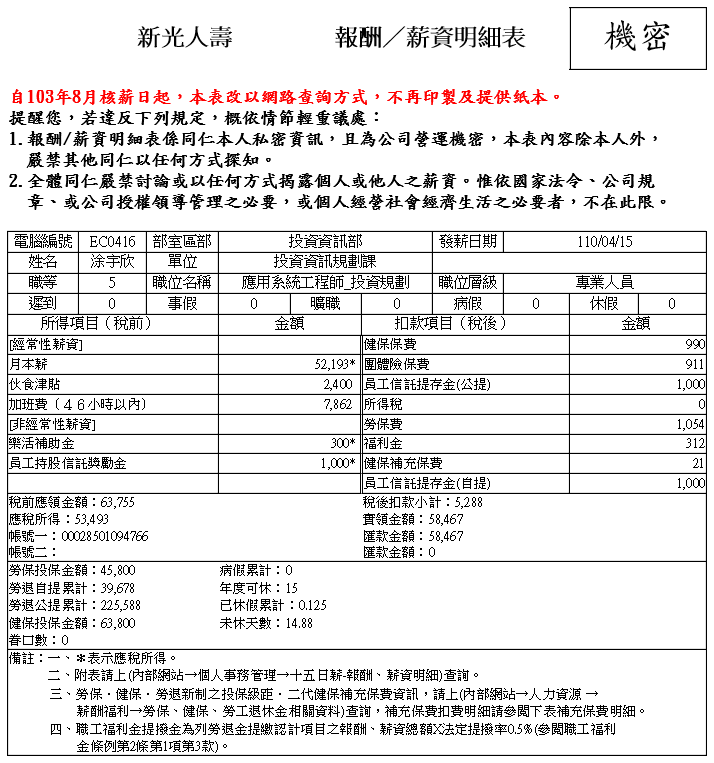 新光人壽 報酬／薪資明細表 機密
自103年8月核薪日起，本表改以網路查詢方式，不再印製及提供紙本。
提醒您，若違反下列規定，概依情節輕重議處：
1. 報酬/薪資明細表係同仁本人私密資訊，且為公司營運機密，本表內容除本人外，
嚴禁其他同仁以任何方式探知。
2. 全體同仁嚴禁討論或以任何方式揭露個人或他人之薪資。惟依國家法令、公司規
章、或公司授權領導管理之必要，或個人經營社會經濟生活之必要者，不在此限。
電腦編號 EC0416 部室區部 投資資訊部 發薪日期 110/04/15
姓名 涂宇欣 單位 投資資訊規劃課
職等 5 職位名稱 應用系統工程師_投資規劃 職位層級 專業人員
遲到 0 事假 0 曠職 0 病假 0 休假 0
所得項目（稅前） 金額 扣款項目（稅後） 金額
[經常性薪資] 健保保費 990
月本薪 52,193* 團體險保費 911
伙食津貼 2,400 員工信託提存金(公提) 1,000
加班費（４６小時以內） 7,862 所得稅 0
[非經常性薪資] 勞保費 1,054
樂活補助金 300* 福利金 312
員工持股信託獎勵金 1,000* 健保補充保費 21
員工信託提存金(自提) 1,000
稅前應領金額：63,755 稅後扣款小計：5,288
應稅所得：53,493 實領金額：58,467
帳號一：00028501094766 匯款金額：58,467
帳號二： 匯款金額：0
勞保投保金額：45,800 病假累計：0
勞退自提累計：39,678 年度可休：15
勞退公提累計：225,588 已休假累計：0.125
健保投保金額：63,800 未休天數：14.88
眷口數：0
備註：一、＊表示應稅所得。
二、附表請上(內部網站→個人事務管理→十五日薪-報酬、薪資明細)查詢。
三、勞保．健保．勞退新制之投保級距．二代健保補充保費資訊，請上(內部網站→人力資源→
薪酬福利→勞保、健保、勞工退休金相關資料)查詢，補充保費扣費明細請參閱下表補充保費明細。
四、職工福利金提撥金為列勞退金提繳認計項目之報酬、薪資總額X法定提撥率0.5%(參閱職工福利
金條例第2條第1項第3款)。